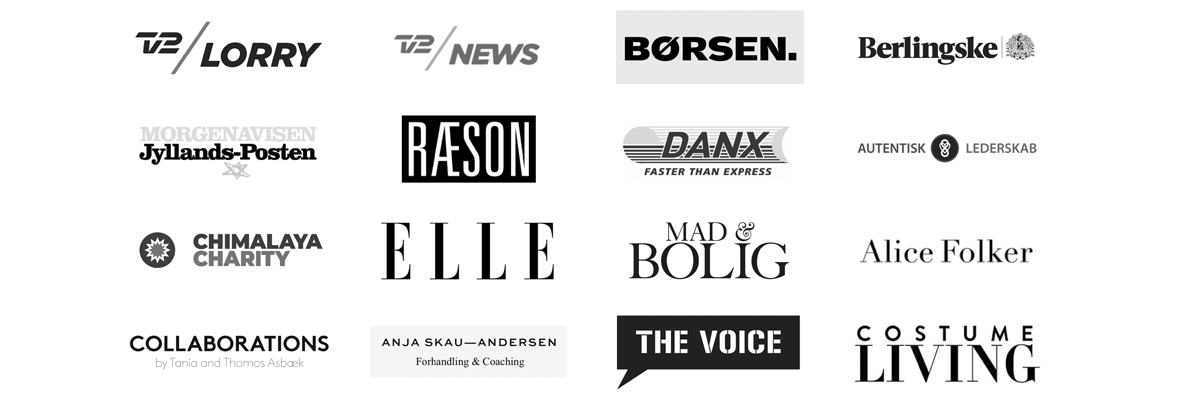 TV2/LORRY
TV2/NEWS
BØRSEN.
Berlingske
MORGENAVISEN
Jyllands-Posten
RÆSON
DANX
FASTER THAN EXPRESS
AUTENTISK LEDERSKAB
CHIMALAYA
CHARITY
ELLE
MAD &
BOLIG
Alice Folker
COLLABORATIONS
by Tania and Thomas Asbæk
ANJA SKAU—ANDERSEN
Forhandling & Coaching
THE VOICE
COSTUME
LIVING